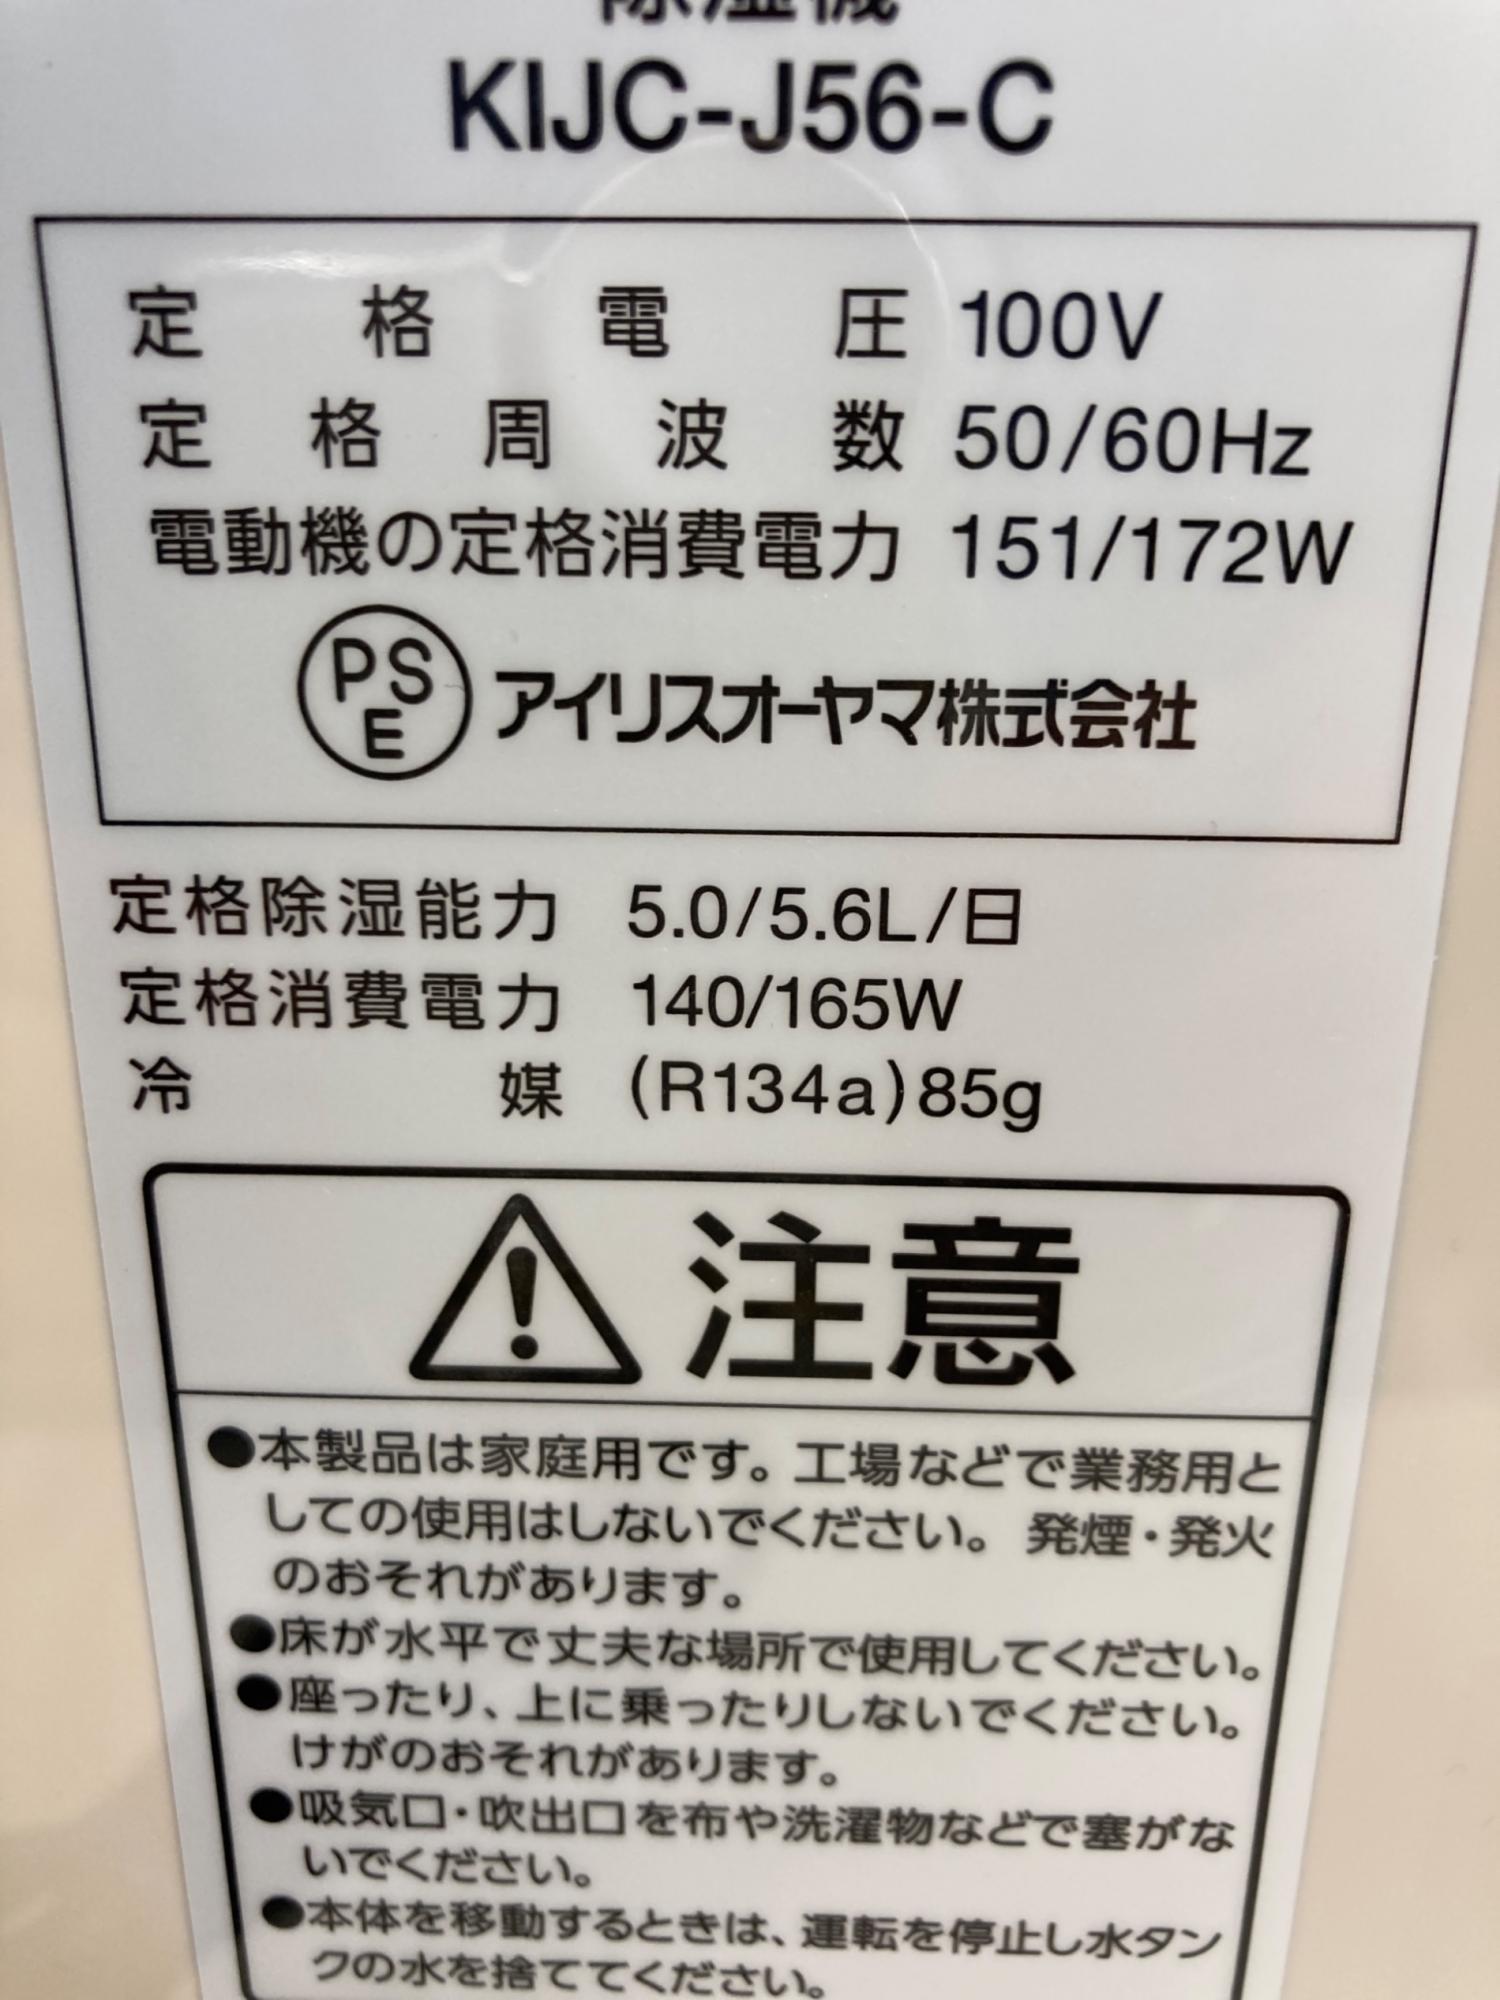 除湿機
KIJC-J56-C
定格電圧 100V
定格周波数 50/60Hz
電動機の定格消費電力 151/172W
PSE アイリスオーヤマ株式会社
定格除湿能力 5.0/5.6L/日
定格消費電力 140/165W
冷媒 (R134a)85g
注意
●本製品は家庭用です。工場などで業務用と
しての使用はしないでください。発煙・発火
のおそれがあります。
●床が水平で丈夫な場所で使用してください。
●座ったり、上に乗ったりしないでください。
けがのおそれがあります。
●吸気口・吹出口を布や洗濯物などで塞がな
いでください。
●本体を移動するときは、運転を停止し水タン
クの水を捨ててください。